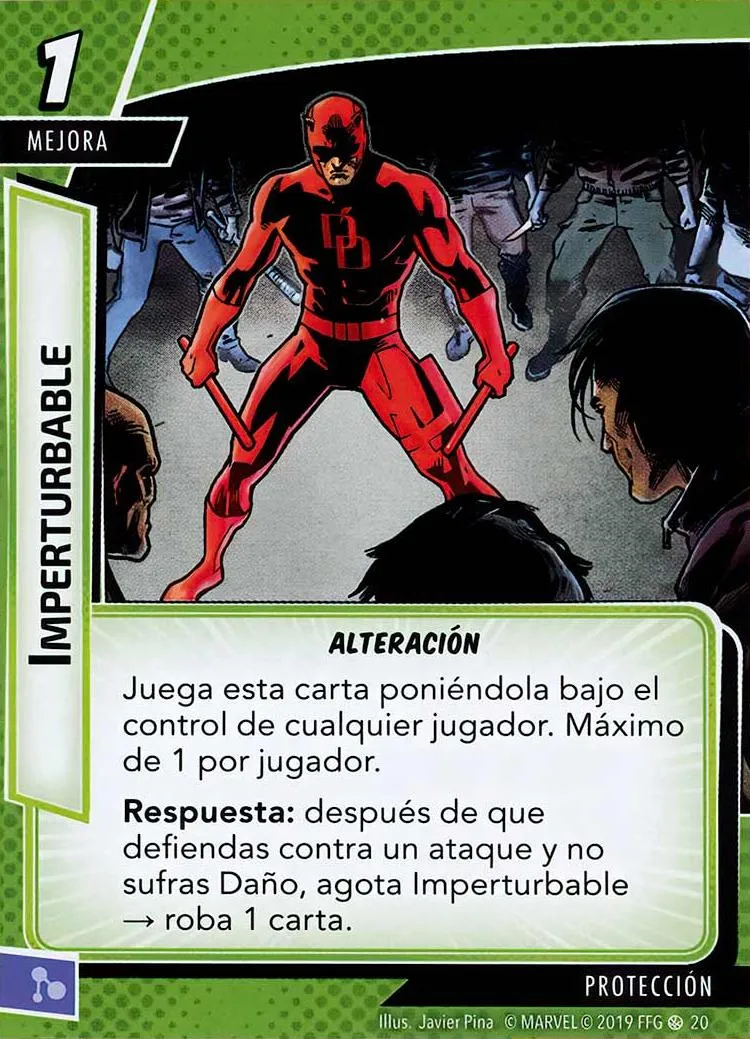 1
MEJORA
IMPERTURBABLE
DD
ALTERACIÓN
Juega esta carta poniéndola bajo el
control de cualquier jugador. Máximo
de 1 por jugador.
Respuesta: después de que
defiendas contra un ataque y no
sufras Daño, agota Imperturbable
→ roba 1 carta.
PROTECCIÓN
Illus. Javier Pina © MARVEL © 2019 FFG 20